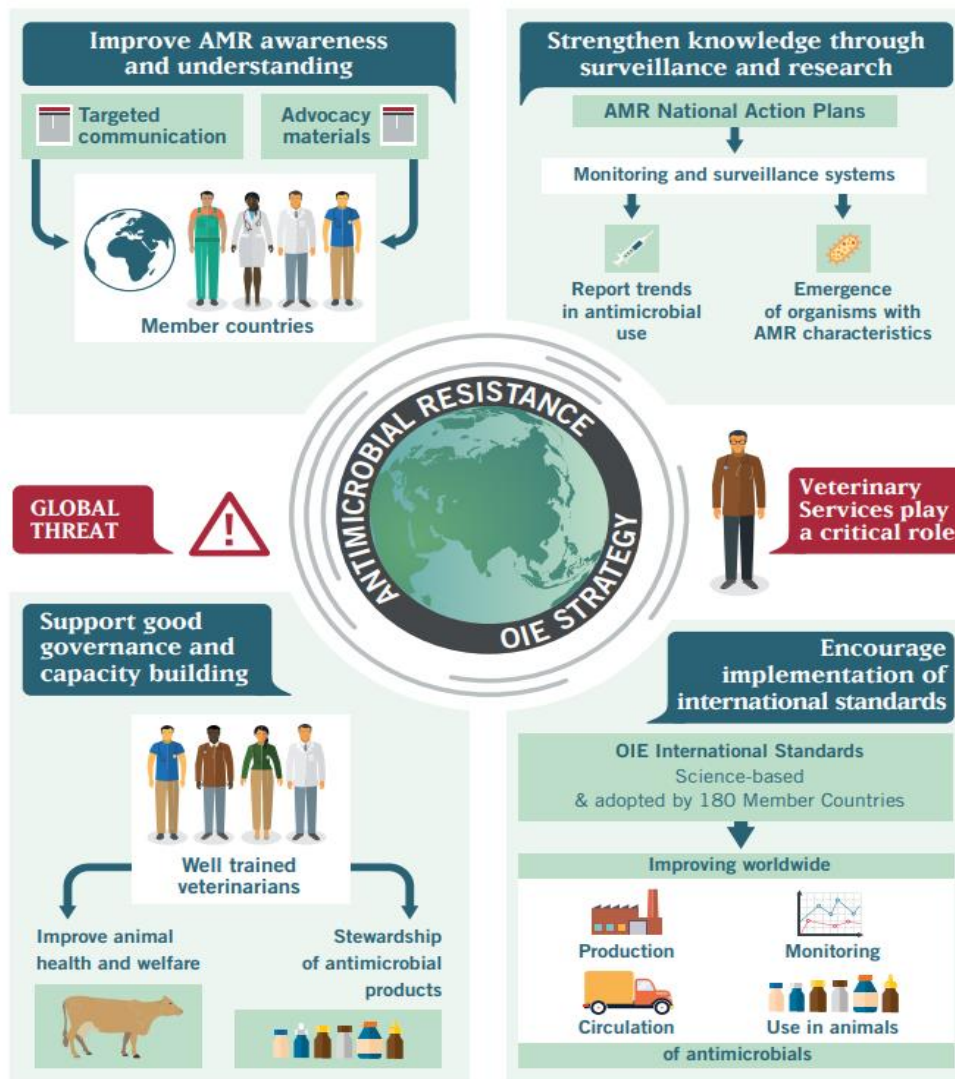 Improve AMR awareness
and understanding
Targeted
communication
Advocacy
materials
Member countries
Strengthen knowledge through
surveillance and research
AMR National Action Plans
Monitoring and surveillance systems
Report trends
in antimicrobial
use
Emergence
of organisms with
AMR characteristics
ANTIMICROBIAL RESISTANCE
OIE STRATEGY
GLOBAL
THREAT
!
Veterinary
Services play
a critical role
Support good
governance and
capacity building
Well trained
veterinarians
Improve animal
health and welfare
Stewardship
of antimicrobial
products
Encourage
implementation of
international standards
OIE International Standards
Science-based
& adopted by 180 Member Countries
Improving worldwide
Production
Monitoring
Circulation
Use in animals
of antimicrobials